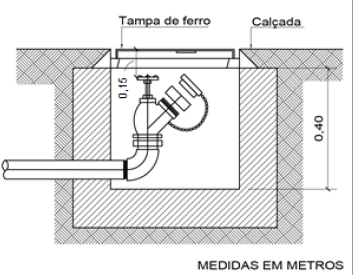 Tampa de ferro
Calçada
0,15
0,40
MEDIDAS EM METROS